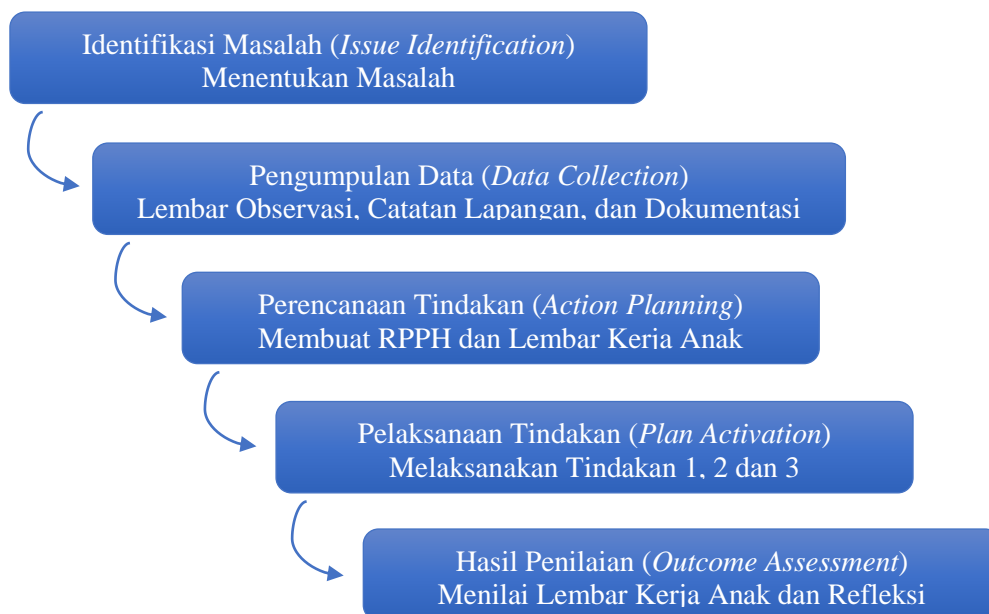 Identifikasi Masalah (Issue Identification)
Menentukan Masalah
Pengumpulan Data (Data Collection)
Lembar Observasi, Catatan Lapangan, dan Dokumentasi
Perencanaan Tindakan (Action Planning)
Membuat RPPH dan Lembar Kerja Anak
Pelaksanaan Tindakan (Plan Activation)
Melaksanakan Tindakan 1, 2 dan 3
Hasil Penilaian (Outcome Assessment)
Menilai Lembar Kerja Anak dan Refleksi